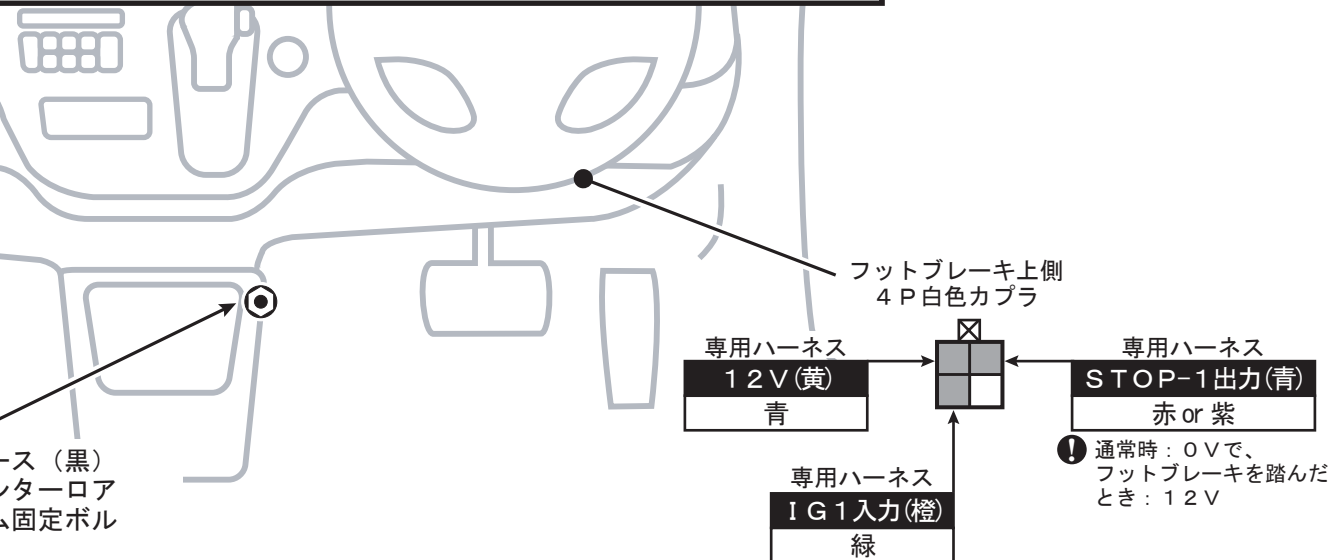 フットブレーキ上側
４Ｐ白色カプラ
専用ハーネス
１２Ｖ(黄)
青
専用ハーネス
ＳＴＯＰ-１出力(青)
赤 or 紫
通常時：０Ｖで、
フットブレーキを踏んだ
とき：１２Ｖ
専用ハーネス
ＩＧ１入力(橙)
緑
ース（黒）
ンターロア
ム固定ボル